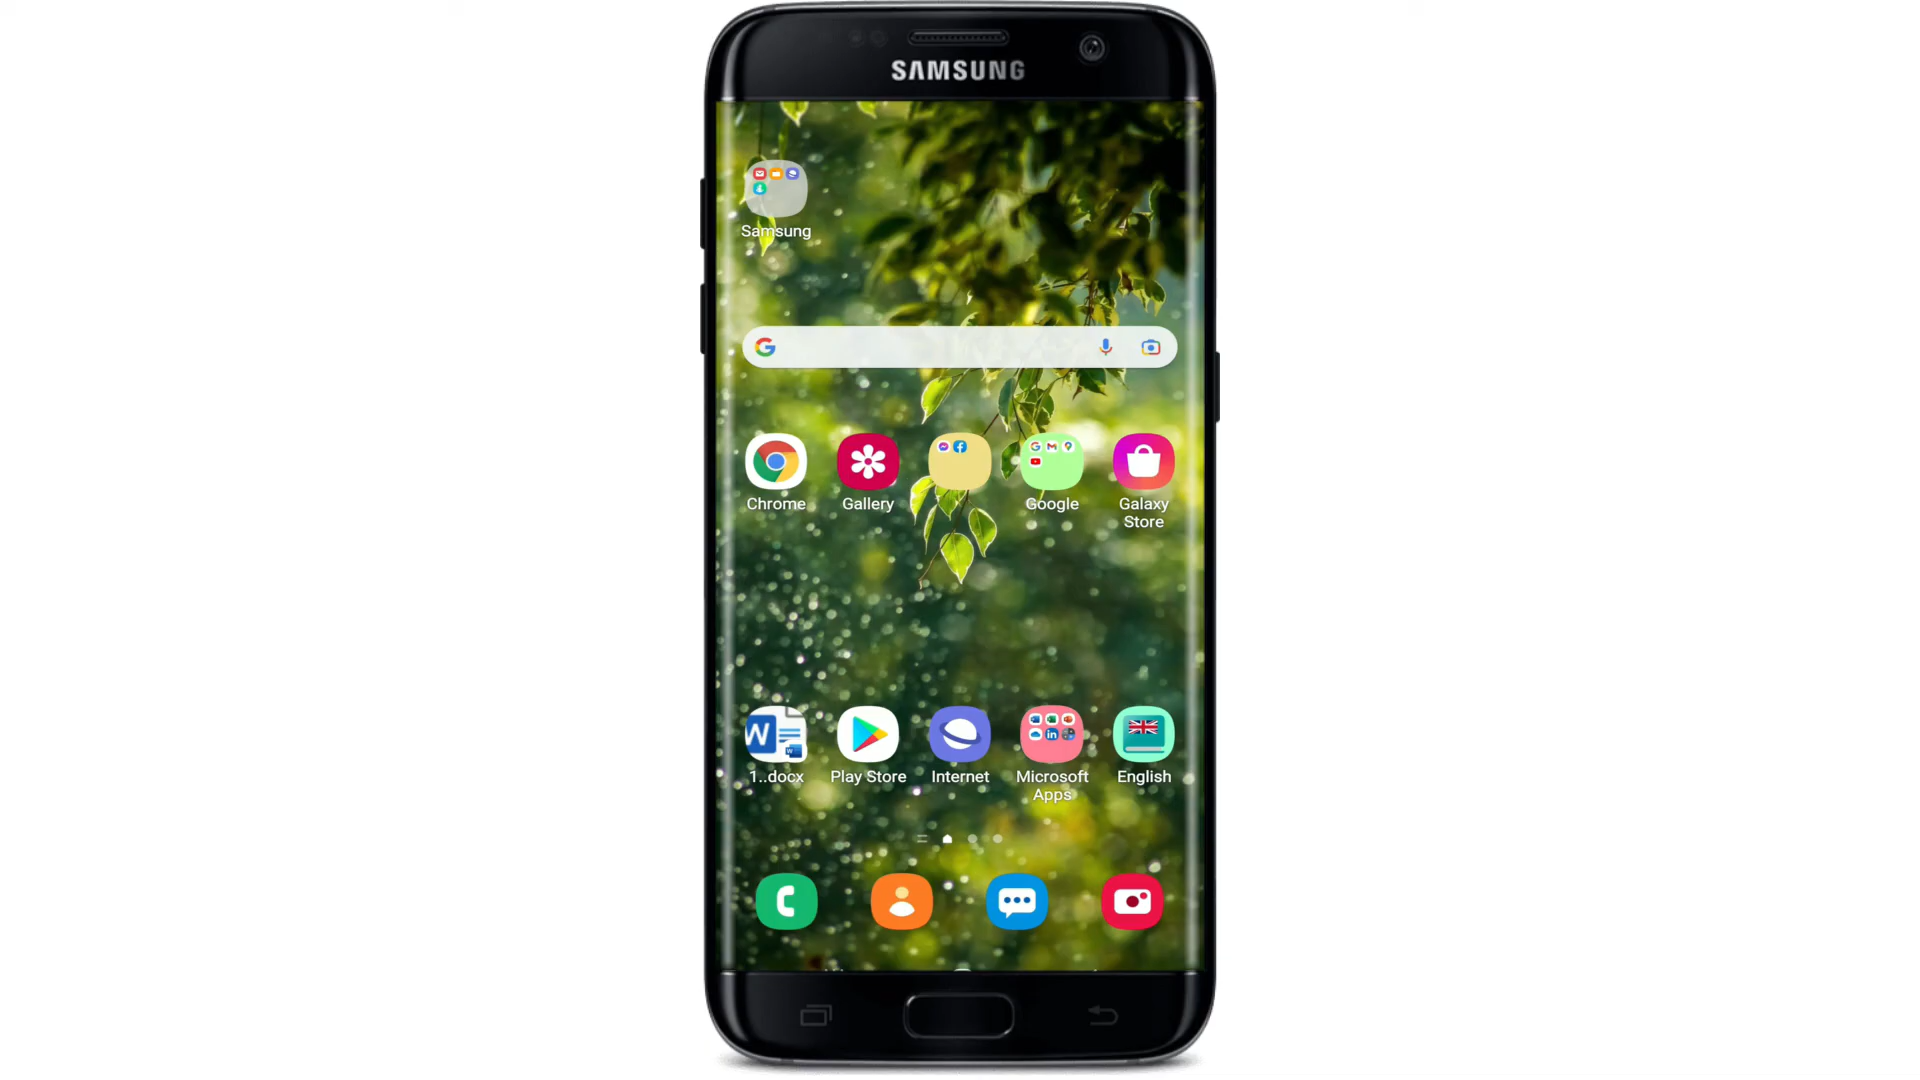 SAMSUNG
Samsung
Chrome
Gallery
Google
Galaxy
Store
1..docx
Play Store
Internet
Microsoft
Apps
English